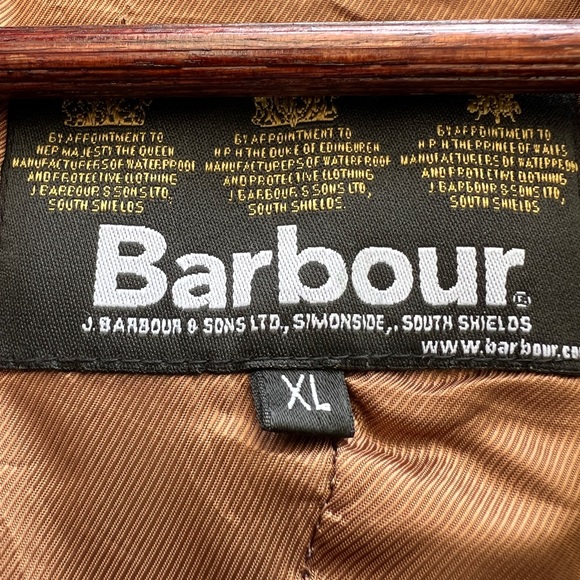 BY APPOINTMENT TO
HER MAJESTY THE QUEEN
MANUFACTURERS OF WATERPROOF
AND PROTECTIVE CLOTHING
J. BARBOUR & SONS LTD,
SOUTH SHIELDS
BY APPOINTMENT TO
H.R.H. THE DUKE OF EDINBURGH
MANUFACTURERS OF WATERPROOF
AND PROTECTIVE CLOTHING
J. BARBOUR & SONS LTD,
SOUTH SHIELDS.
BY APPOINTMENT TO
H.R.H. THE PRINCE OF WALES
MANUFACTURERS OF WATERPROOF
AND PROTECTIVE CLOTHING
J. BARBOUR & SONS LTD,
SOUTH SHIELDS.
Barbour®
J. BARBOUR & SONS LTD., SIMONSIDE,, SOUTH SHIELDS
www.barbour.co
XL